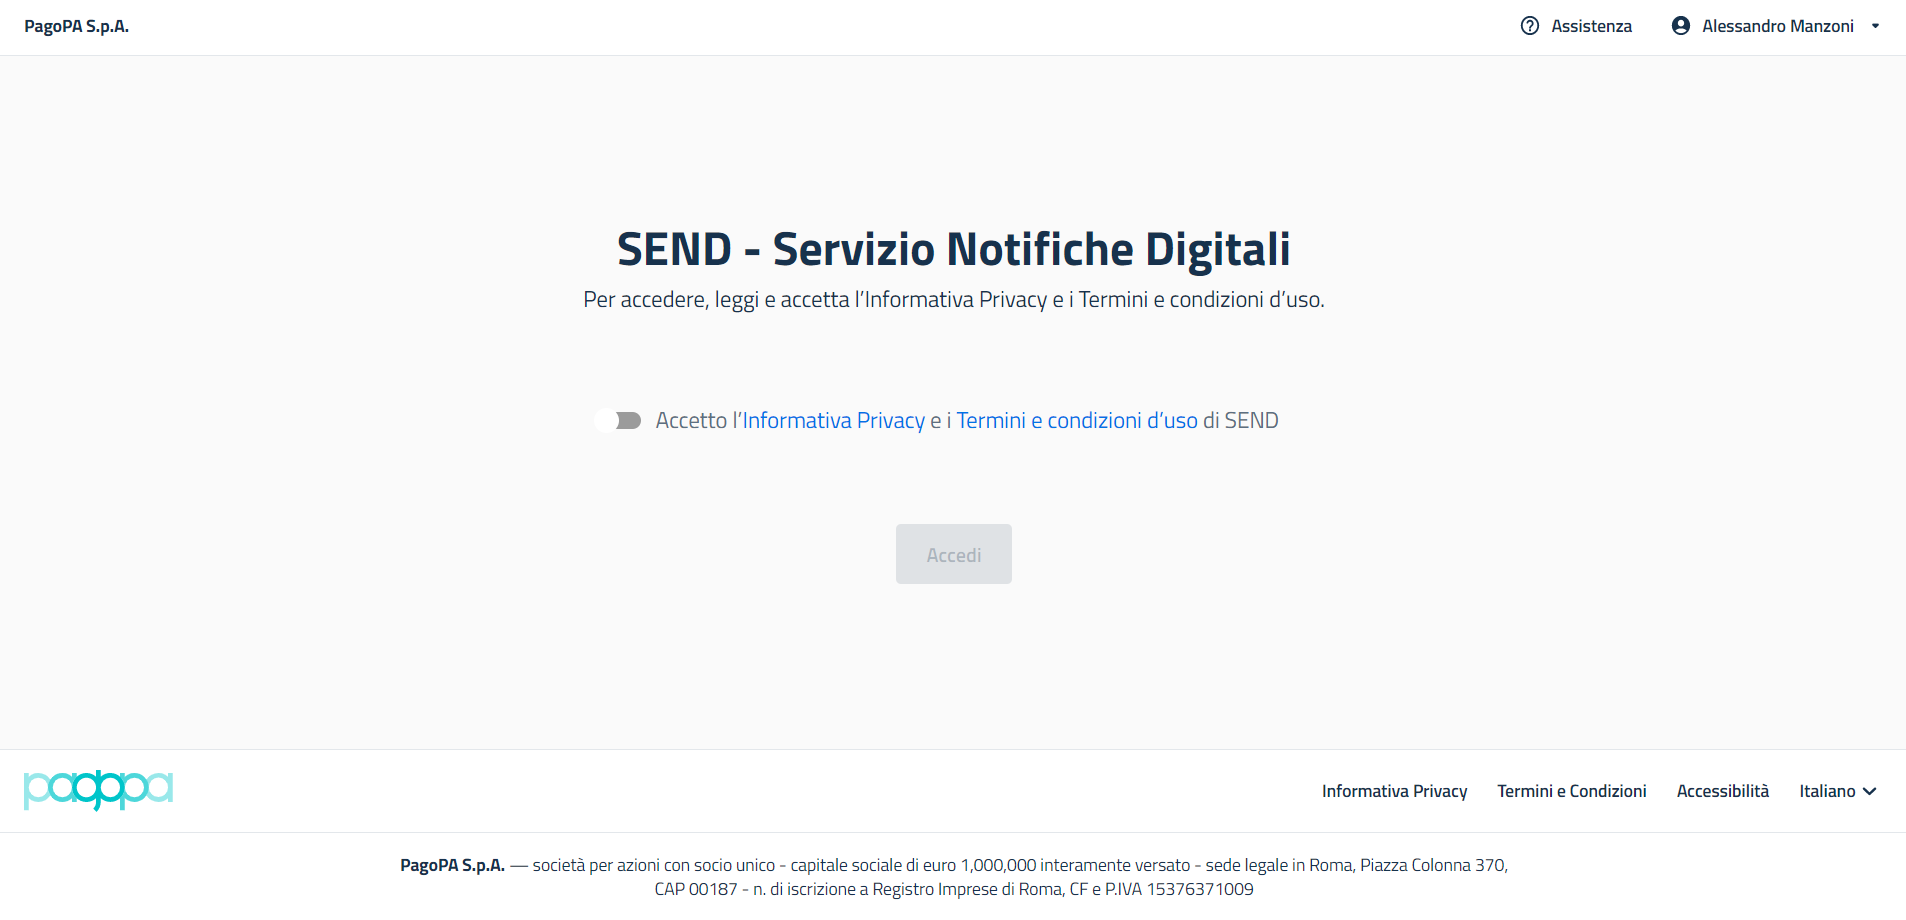 PagoPA S.p.A.
Assistenza
Alessandro Manzoni
SEND - Servizio Notifiche Digitali
Per accedere, leggi e accetta l’Informativa Privacy e i Termini e condizioni d’uso.
Accetto l’Informativa Privacy e i Termini e condizioni d’uso di SEND
Accedi
pagopa
Informativa Privacy
Termini e Condizioni
Accessibilità
Italiano
PagoPA S.p.A. — società per azioni con socio unico - capitale sociale di euro 1,000,000 interamente versato - sede legale in Roma, Piazza Colonna 370,
CAP 00187 - n. di iscrizione a Registro Imprese di Roma, CF e P.IVA 15376371009